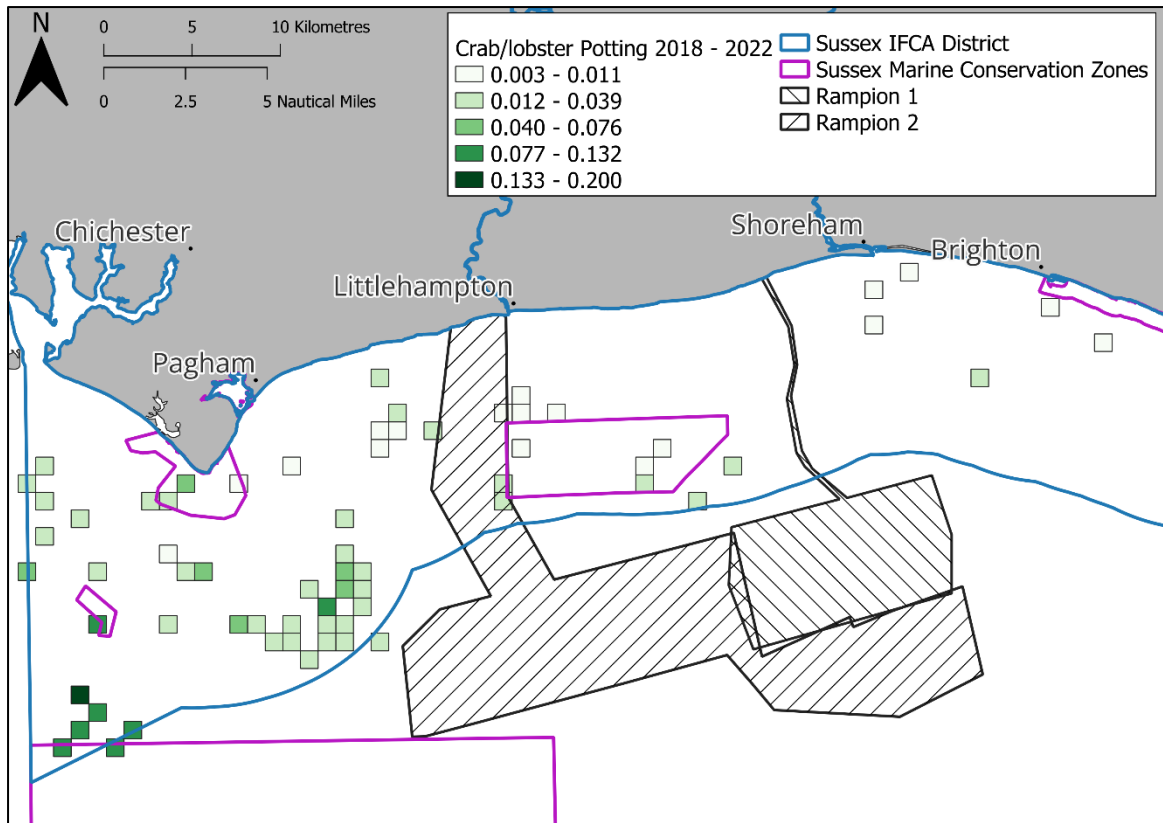 N
0 5 10 Kilometres
0 2.5 5 Nautical Miles
Crab/lobster Potting 2018 - 2022
0.003 - 0.011
0.012 - 0.039
0.040 - 0.076
0.077 - 0.132
0.133 - 0.200
Sussex IFCA District
Sussex Marine Conservation Zones
Rampion 1
Rampion 2
Chichester
Shoreham
Brighton
Littlehampton
Pagham